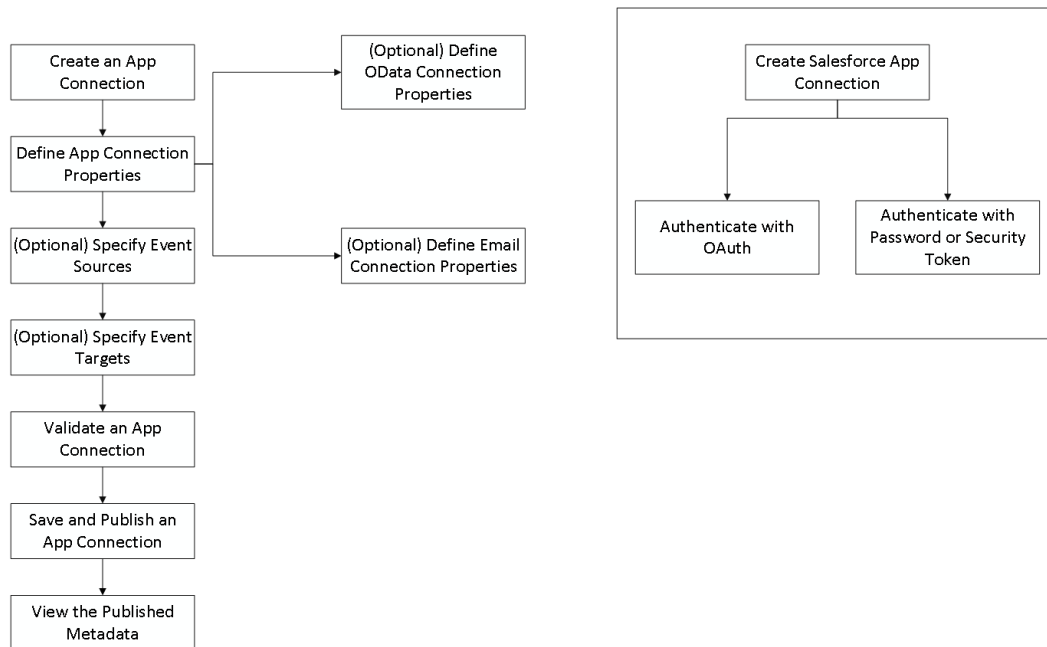 Create an App
Connection
Define App Connection
Properties
(Optional) Specify Event
Sources
(Optional) Specify Event
Targets
Validate an App
Connection
Save and Publish an
App Connection
View the Published
Metadata
(Optional) Define
OData Connection
Properties
(Optional) Define Email
Connection Properties
Create Salesforce App
Connection
Authenticate with
OAuth
Authenticate with
Password or Security
Token